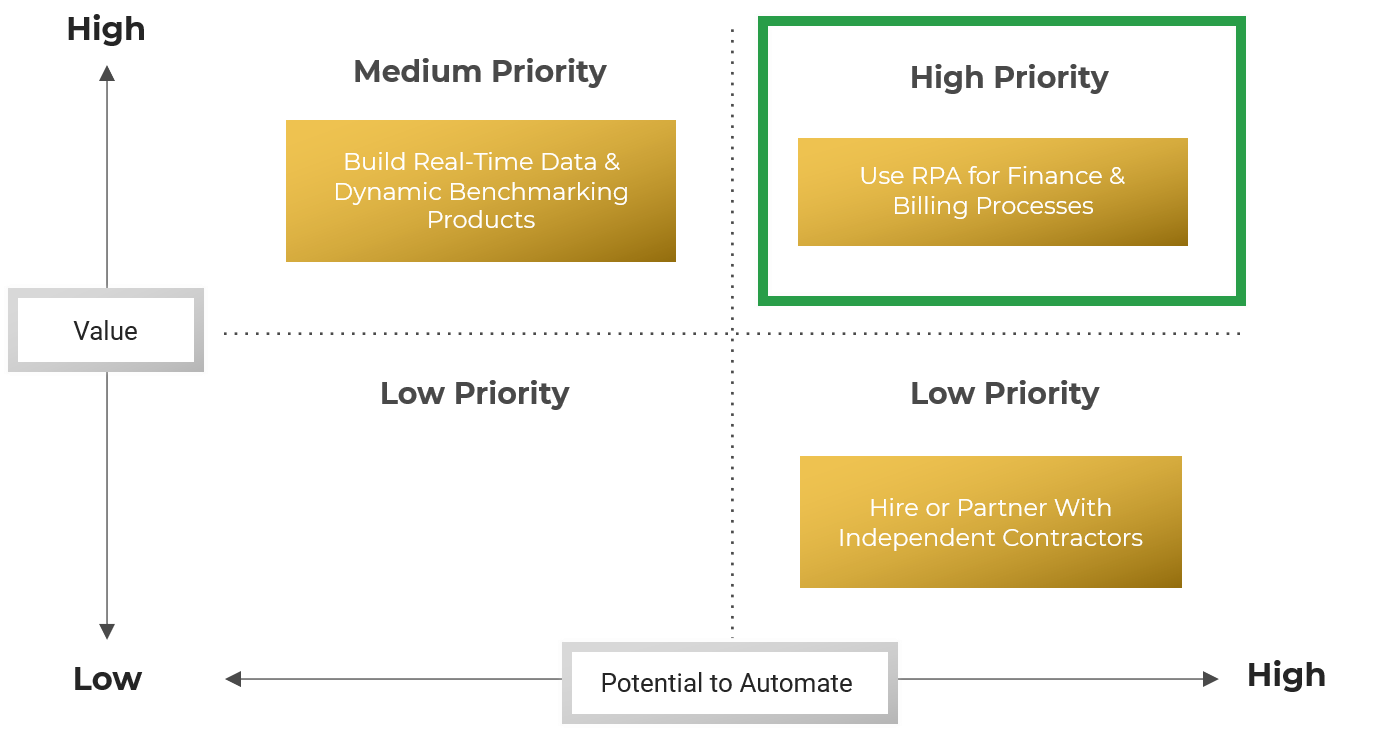 High
Medium Priority
High Priority
Build Real-Time Data &
Dynamic Benchmarking
Products
Use RPA for Finance &
Billing Processes
Value
Low Priority
Low Priority
Hire or Partner With
Independent Contractors
Low
Potential to Automate
High